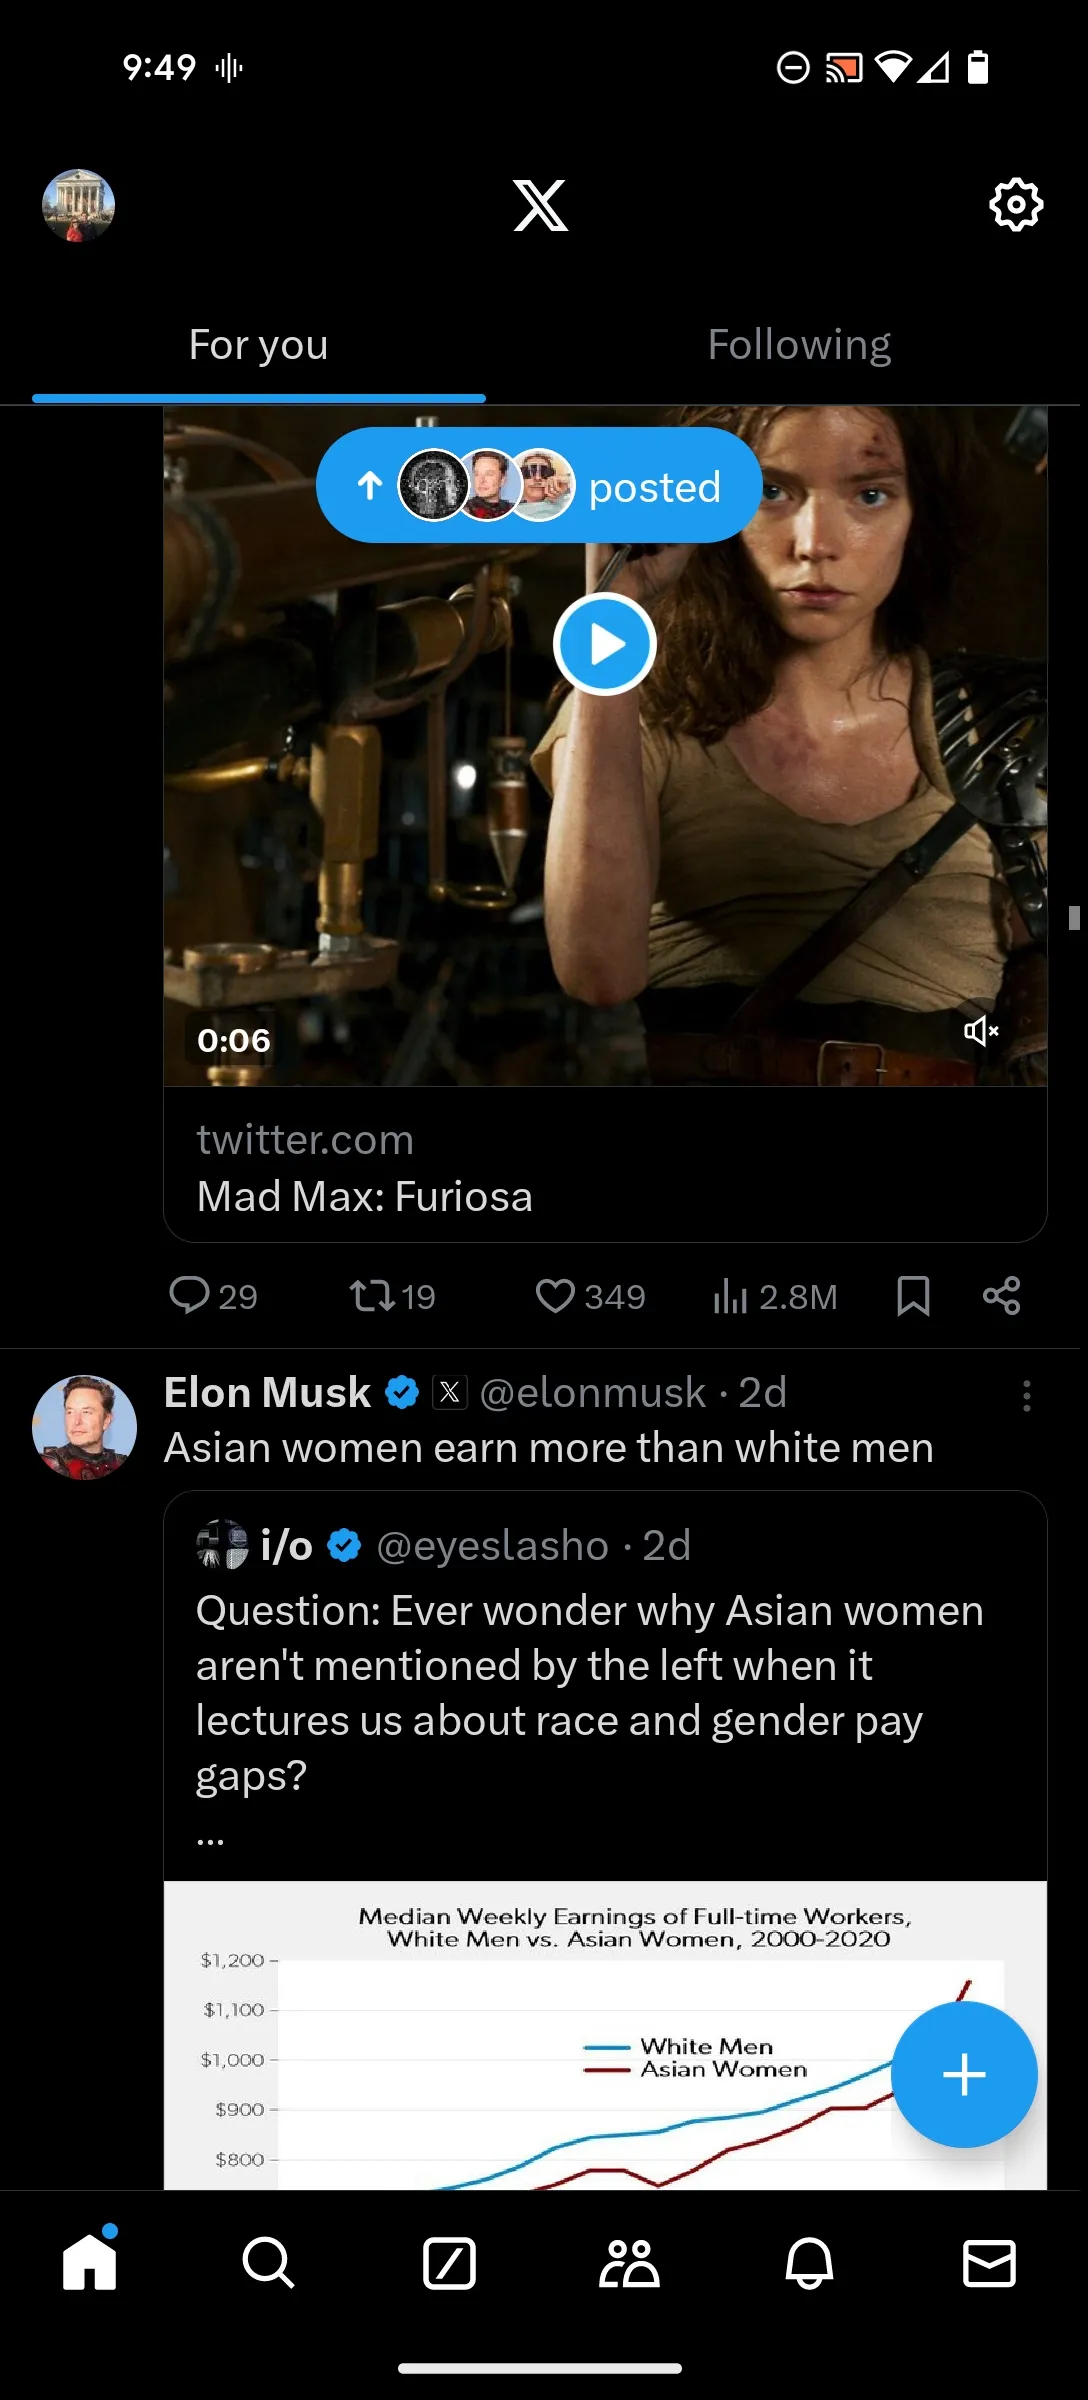 9:49
For you
Following
posted
0:06
twitter.com
Mad Max: Furiosa
29
19
349
2.8M
Elon Musk @elonmusk · 2d
Asian women earn more than white men
i/o @eyeslasho · 2d
Question: Ever wonder why Asian women
aren't mentioned by the left when it
lectures us about race and gender pay
gaps?
...
Median Weekly Earnings of Full-time Workers,
White Men vs. Asian Women, 2000-2020
$1,200
$1,100
$1,000
$900
$800
White Men
Asian Women